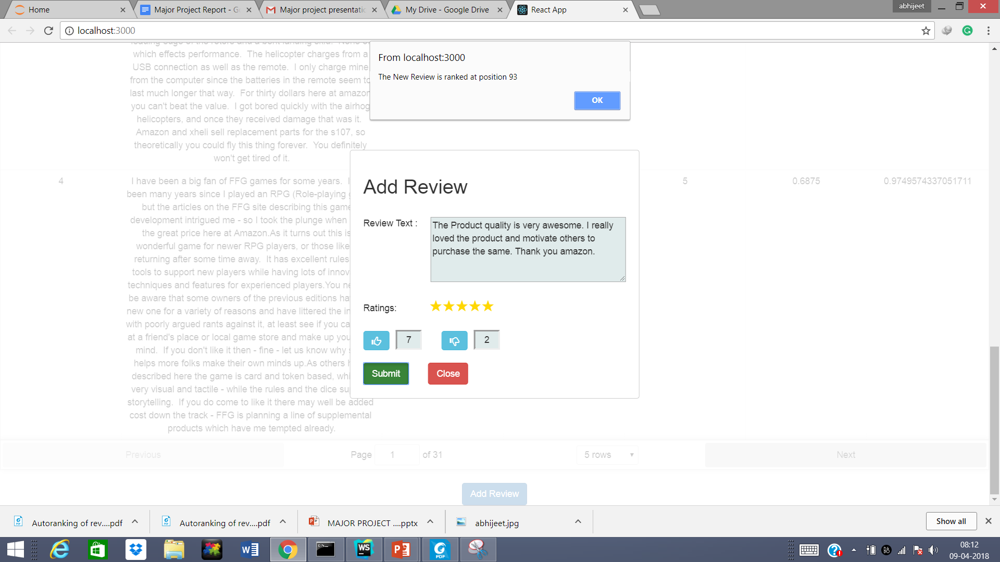 Home
Major Project Report - G
Major project presentatic
My Drive - Google Drive
React App
abhijeet
localhost:3000
which effects performance. The helicopter charges from a
USB connection as well as the remote. I only charge mine
from the computer since the batteries in the remote seem to
last much longer that way. For thirty dollars here at amazon
you can't beat the value. I got bored quickly with the airhog
helicopters, and once they received damage that was it.
Amazon and xheli sell replacement parts for the s107, so
theoretically you could fly this thing forever. You definitely
won't get tired of it.
From localhost:3000
The New Review is ranked at position 93
OK
4
I have been a big fan of FFG games for some years. I
been many years since I played an RPG (Role-playing g
but the articles on the FFG site describing this game
development intrigued me - so I took the plunge when
the great price here at Amazon.As it turns out this is
wonderful game for newer RPG players, or those like
returning after some time away. It has excellent rules
tools to support new players while having lots of innov
techniques and features for experienced players.You ne
be aware that some owners of the previous editions ha
new one for a variety of reasons and have littered the in
with poorly argued rants against it, at least see if you ca
at a friend's place or local game store and make up you
mind. If you don't like it then - fine - let us know why s
helps more folks make their own minds up.As others h
described here the game is card and token based, whi
very visual and tactile - while the rules and the dice su
storytelling. If you do come to like it there may well be added
cost down the track - FFG is planning a line of supplemental
products which have me tempted already.
5
0.6875
0.9749574337051711
Add Review
Review Text :
The Product quality is very awesome. I really
loved the product and motivate others to
purchase the same. Thank you amazon.
Ratings:
7
2
Submit
Close
Previous
Page 1 of 31
5 rows
Next
Add Review
Autoranking of rev....pdf
Autoranking of rev....pdf
MAJOR PROJECT ....pptx
abhijeet.jpg
Show all
08:12
09-04-2018